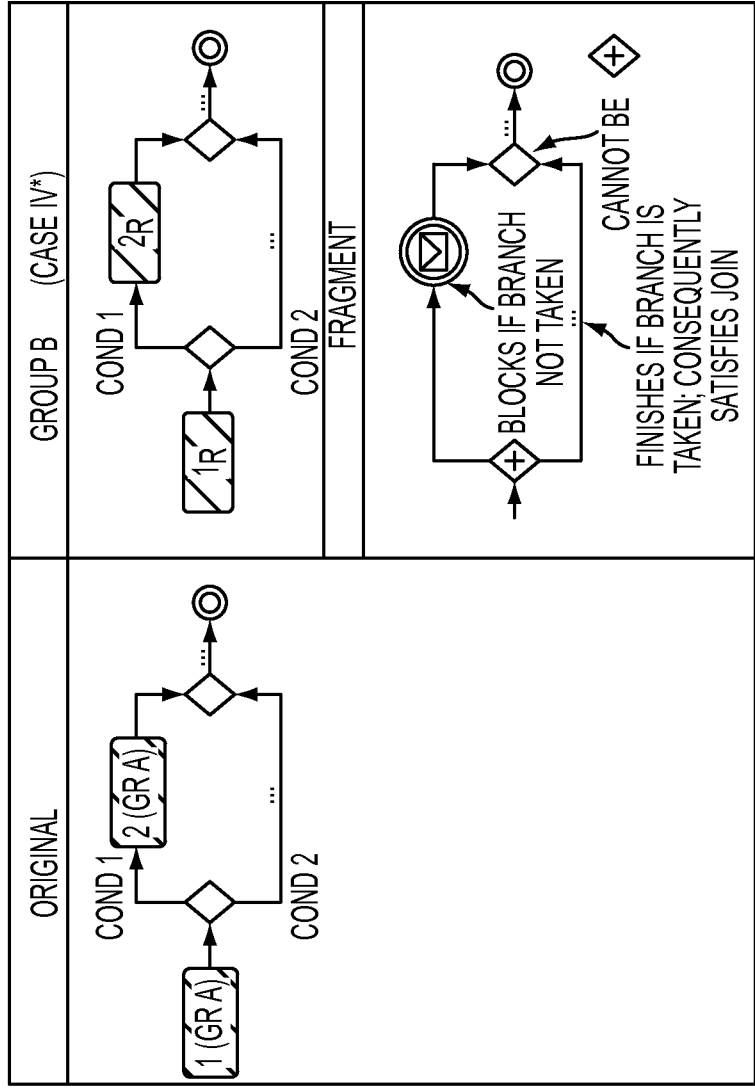 ORIGINAL
1 (GR A)
COND 1
2 (GR A)
...
...
COND 2
GROUP B (CASE IV*)
1R
COND 1
2R
...
...
COND 2
FRAGMENT
BLOCKS IF BRANCH
NOT TAKEN
...
...
CANNOT BE
FINISHES IF BRANCH IS
TAKEN; CONSEQUENTLY
SATISFIES JOIN